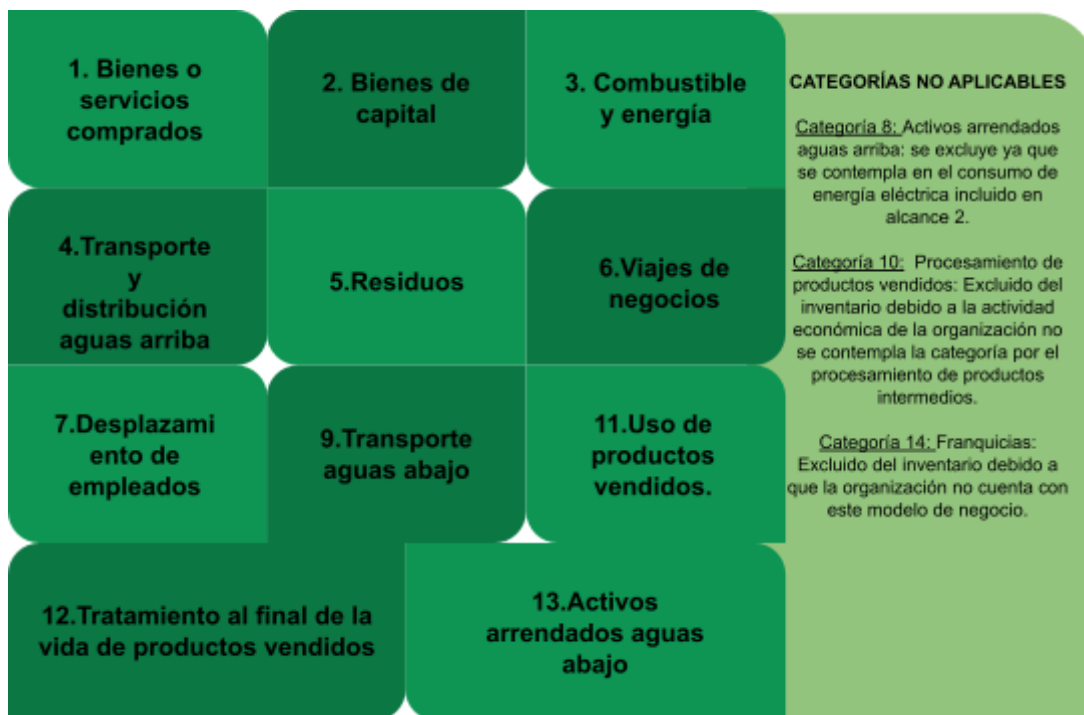 1. Bienes o
servicios
comprados
2. Bienes de
capital
3. Combustible
y energía
4.Transporte
y
distribución
aguas arriba
5.Residuos
6.Viajes de
negocios
7.Desplazami
ento de
empleados
9.Transporte
aguas abajo
11.Uso de
productos
vendidos.
12.Tratamiento al final de la
vida de productos vendidos
13.Activos
arrendados aguas
abajo
CATEGORÍAS NO APLICABLES
Categoría 8: Activos arrendados
aguas arriba: se excluye ya que
se contempla en el consumo de
energía eléctrica incluido en
alcance 2.
Categoría 10: Procesamiento de
productos vendidos: Excluido del
inventario debido a la actividad
económica de la organización no
se contempla la categoría por el
procesamiento de productos
intermedios.
Categoría 14: Franquicias:
Excluido del inventario debido a
que la organización no cuenta con
este modelo de negocio.